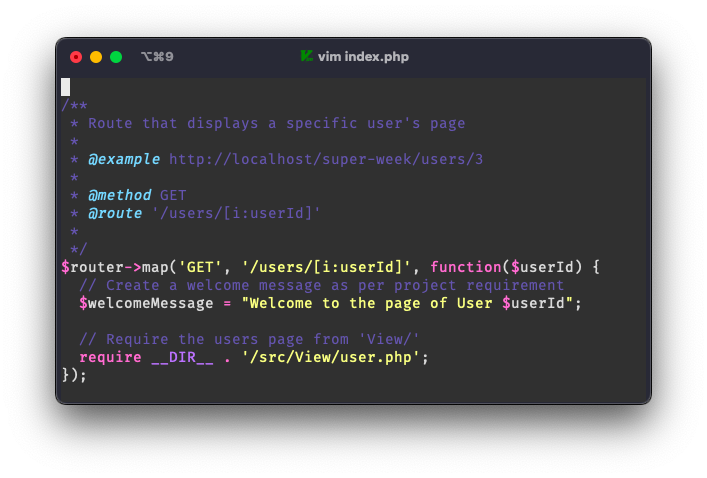 ⌥⌘9
vim index.php
/**
 * Route that displays a specific user's page
 *
 * @example http://localhost/super-week/users/3
 *
 * @method GET
 * @route '/users/[i:userId]'
 *
 */
$router->map('GET', '/users/[i:userId]', function($userId) {
  // Create a welcome message as per project requirement
  $welcomeMessage = "Welcome to the page of User $userId";

  // Require the users page from 'View/'
  require __DIR__ . '/src/View/user.php';
});